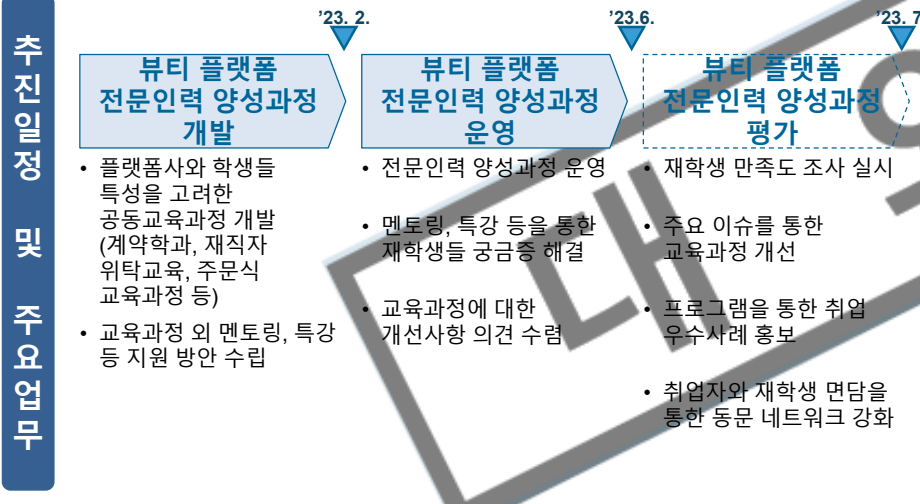 추진일정 및 주요업무
’23. 2.
’23.6.
’23. 7
뷰티 플랫폼
전문인력 양성과정
개발
• 플랫폼사와 학생들
특성을 고려한
공동교육과정 개발
(계약학과, 재직자
위탁교육, 주문식
교육과정 등)
• 교육과정 외 멘토링, 특강
등 지원 방안 수립
뷰티 플랫폼
전문인력 양성과정
운영
• 전문인력 양성과정 운영
• 멘토링, 특강 등을 통한
재학생들 궁금증 해결
• 교육과정에 대한
개선사항 의견 수렴
뷰티 플랫폼
전문인력 양성과정
평가
• 재학생 만족도 조사 실시
• 주요 이슈를 통한
교육과정 개선
• 프로그램을 통한 취업
우수사례 홍보
• 취업자와 재학생 면담을
통한 동문 네트워크 강화
대